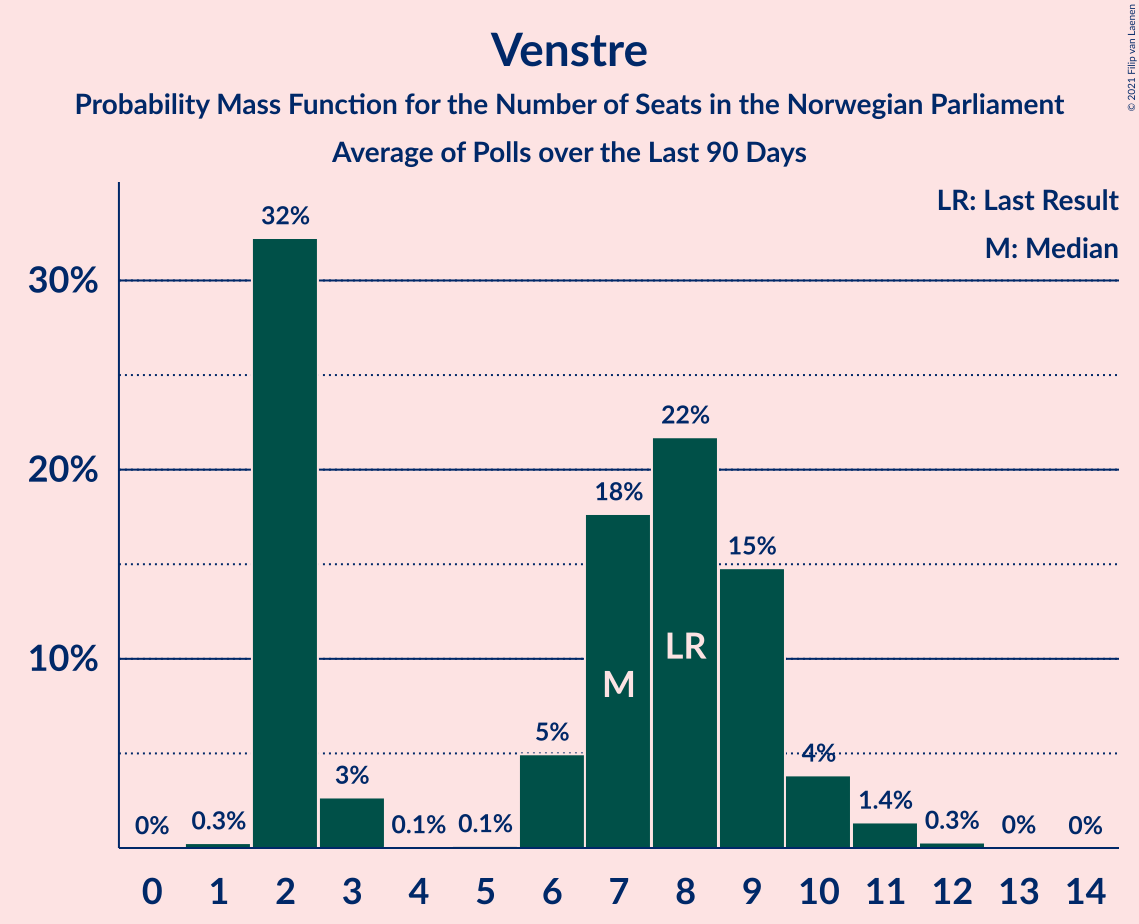 Venstre
Probability Mass Function for the Number of Seats in the Norwegian Parliament
Average of Polls over the Last 90 Days
© 2021 Filip van Laenen
LR: Last Result
M: Median
32%
30%
22%
20%
18%
15%
10%
LR
M
5%
4%
3%
1.4%
0% 0.3% 0.1% 0.1% 0.3% 0% 0%
0 1 2 3 4 5 6 7 8 9 10 11 12 13 14